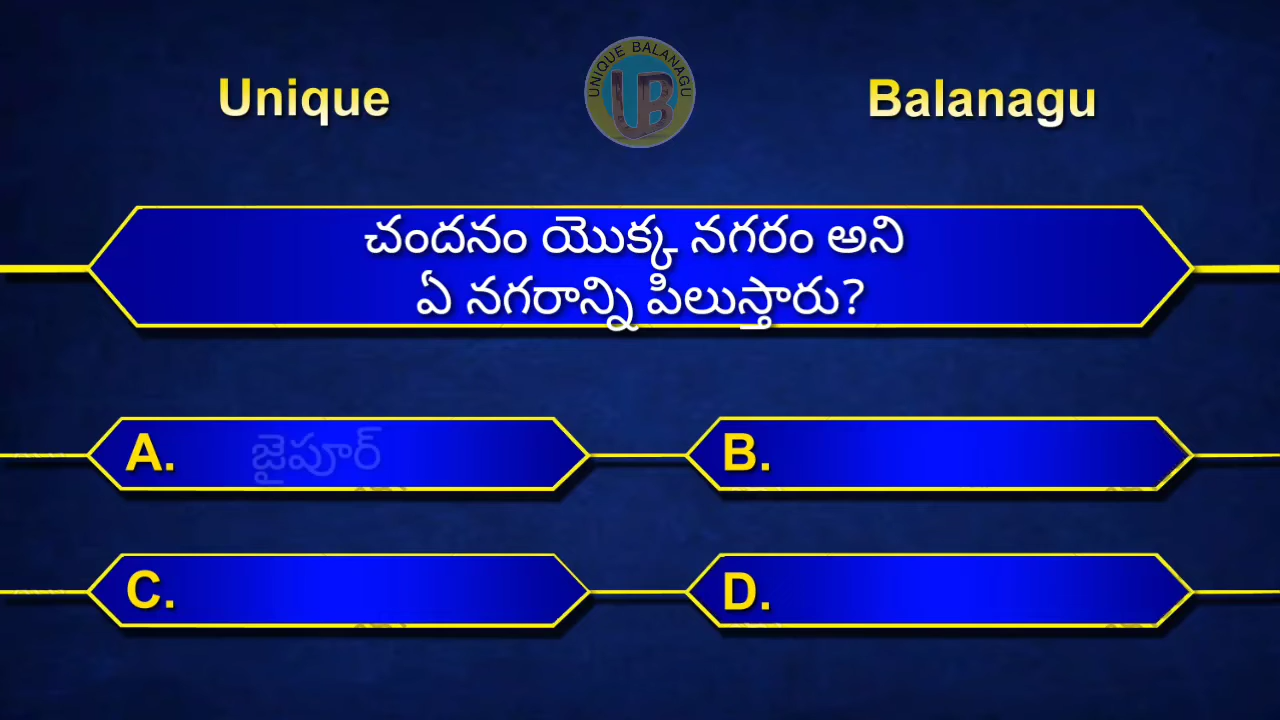 Unique
UNIQUE BALANAGU
UB
Balanagu
చందనం యొక్క నగరం అని
ఏ నగరాన్ని పిలుస్తారు?
A. జైపూర్
B.
C.
D.